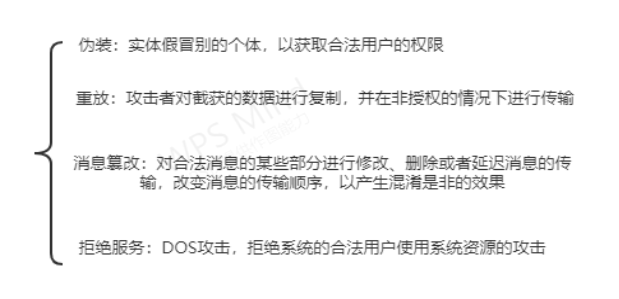 伪装：实体假冒别的个体，以获取合法用户的权限
重放：攻击者对截获的数据进行复制，并在非授权的情况下进行传输
消息篡改：对合法消息的某些部分进行修改、删除或者延迟消息的传
输，改变消息的传输顺序，以产生混淆是非的效果
拒绝服务：DOS攻击，拒绝系统的合法用户使用系统资源的攻击